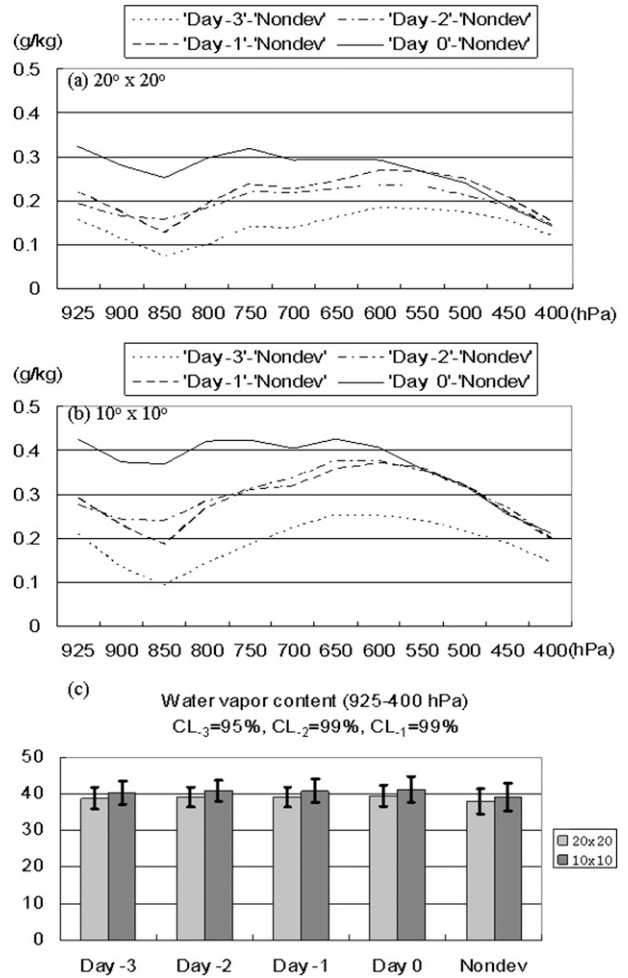 (g/kg)
'Day -3'-'Nondev' 'Day -2'-'Nondev'
'Day -1'-'Nondev' 'Day 0'-'Nondev'
0.5
(a) 20° x 20°
0.4
0.3
0.2
0.1
0
925 900 850 800 750 700 650 600 550 500 450 400 (hPa)
(g/kg)
'Day -3'-'Nondev' 'Day -2'-'Nondev'
'Day -1'-'Nondev' 'Day 0'-'Nondev'
0.5
(b) 10° x 10°
0.4
0.3
0.2
0.1
0
925 900 850 800 750 700 650 600 550 500 450 400 (hPa)
(c)
Water vapor content (925-400 hPa)
CL-3=95%, CL-2=99%, CL-1=99%
50
40
30
20
10
0
20x20
10x10
Day -3 Day -2 Day -1 Day 0 Nondev